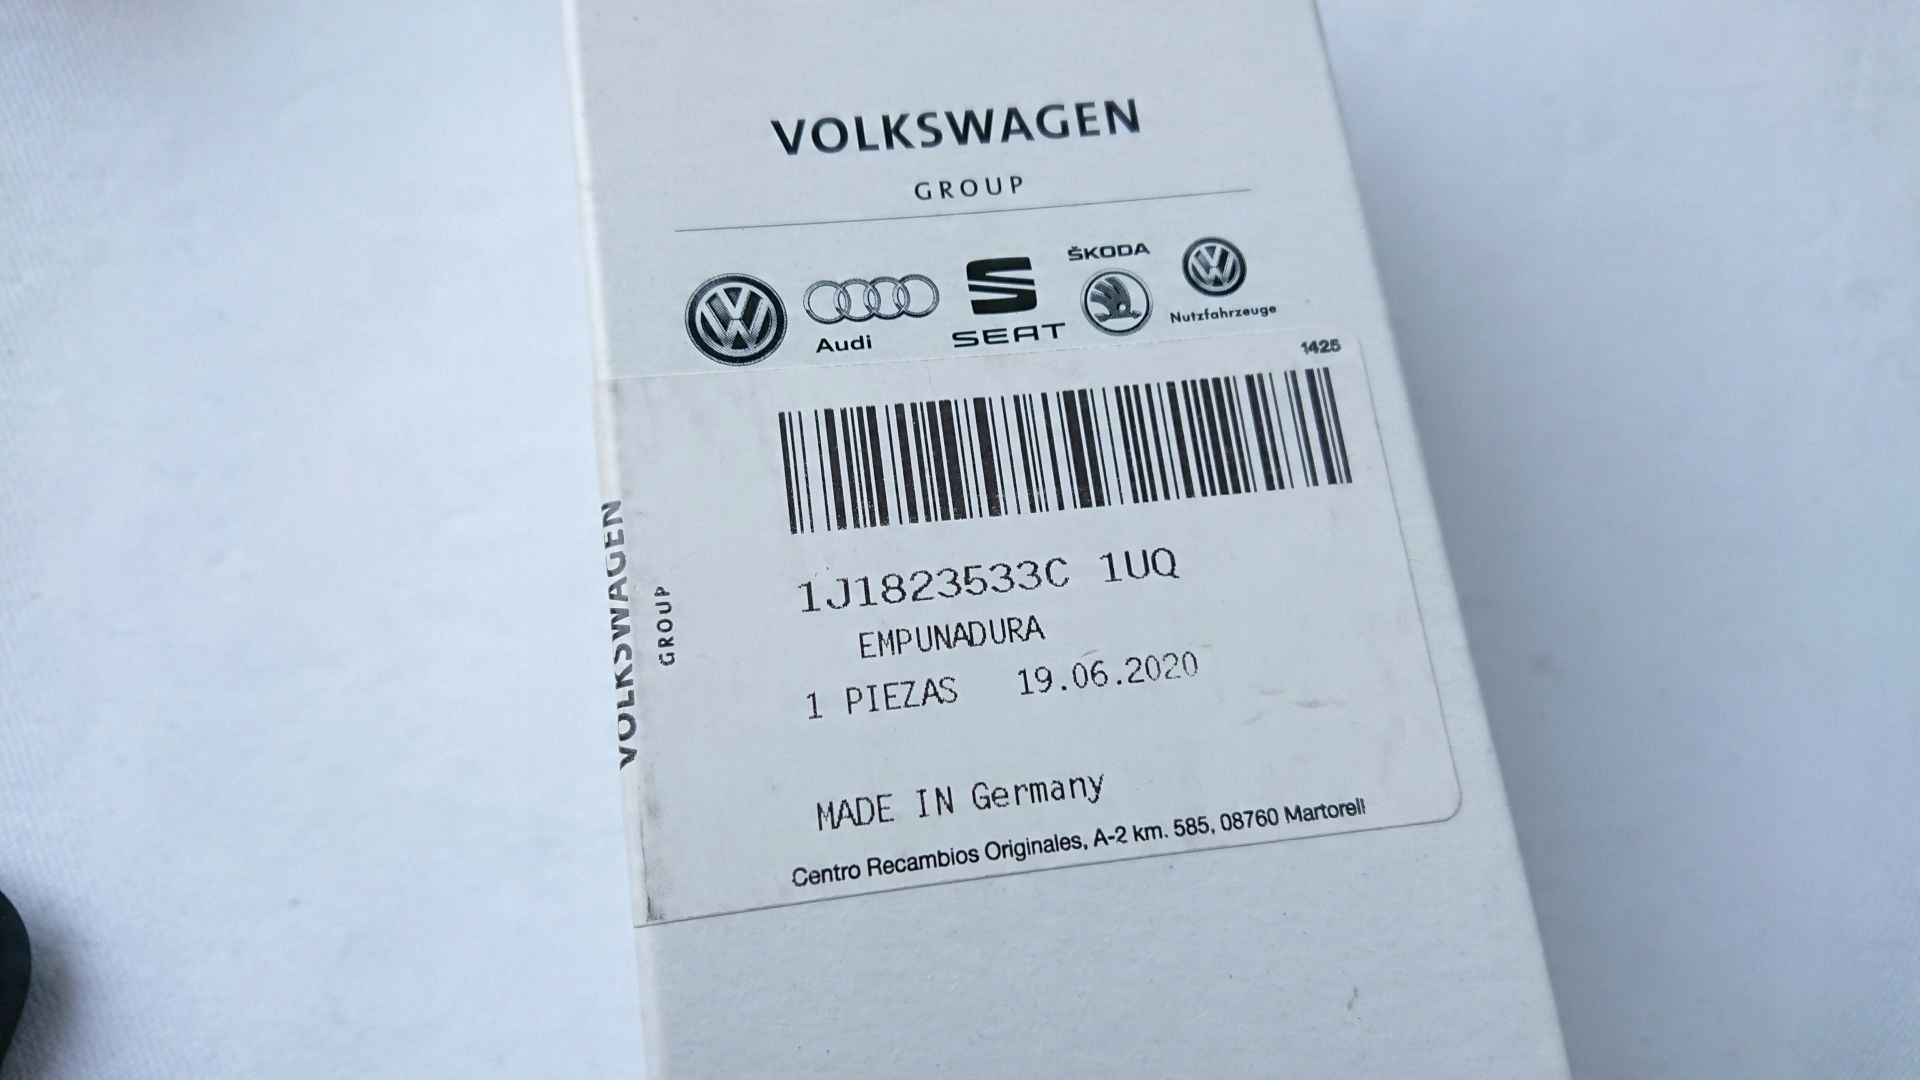 VOLKSWAGEN
GROUP
Audi
SEAT
ŠKODA
Nutzfahrzeuge
1425
1J1823533C 1UQ
EMPUNADURA
1 PIEZAS 19.06.2020
MADE IN Germany
Centro Recambios Originales, A-2 km. 585, 08760 Martorell
VOLKSWAGEN
GROUP